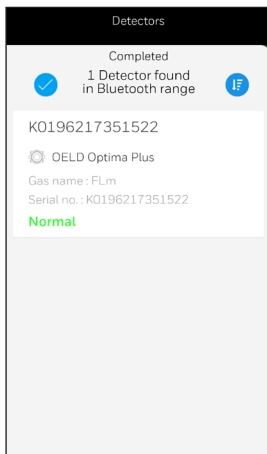 Detectors
Completed
1 Detector found
in Bluetooth range
K0196217351522
OELD Optima Plus
Gas name : FLm
Serial no. : K0196217351522
Normal